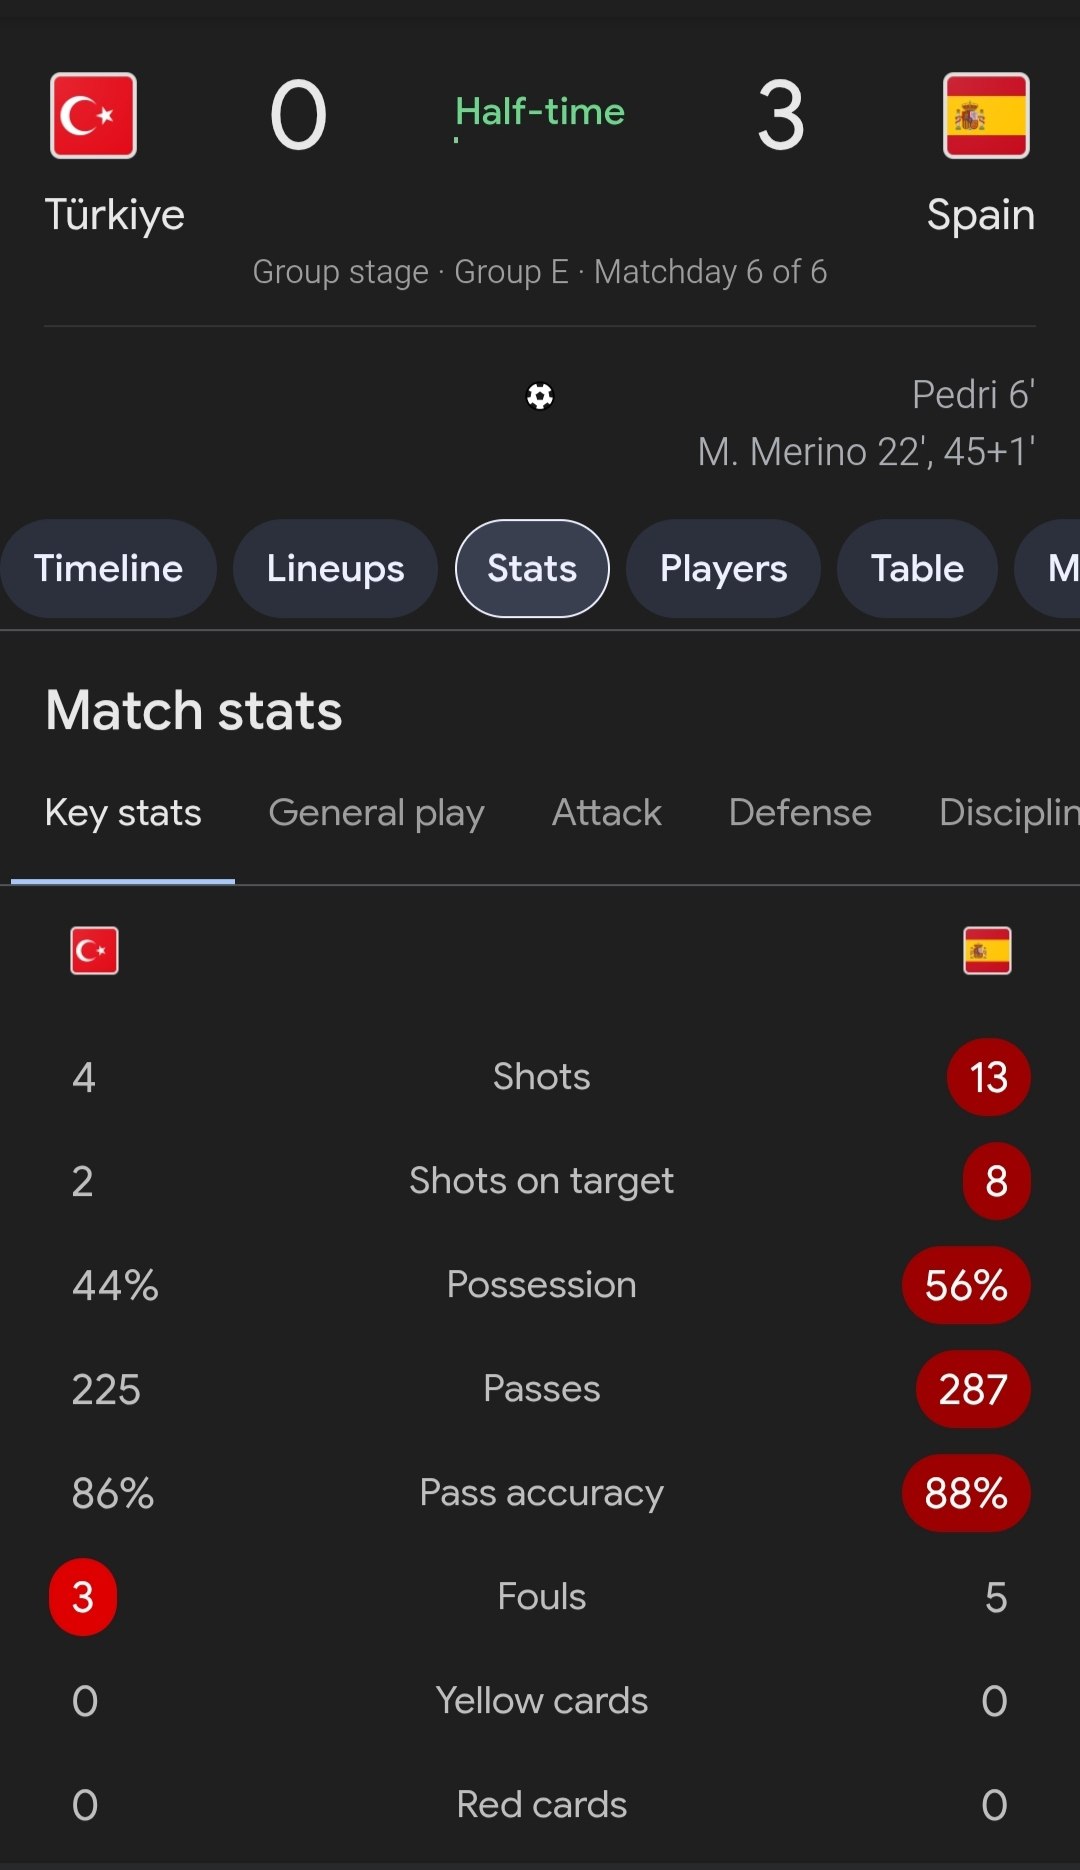 0 Half-time 3
Türkiye Spain
Group stage · Group E · Matchday 6 of 6
Pedri 6'
M. Merino 22', 45+1'
Timeline Lineups Stats Players Table M
Match stats
Key stats General play Attack Defense Disciplin
4 Shots 13
2 Shots on target 8
44% Possession 56%
225 Passes 287
86% Pass accuracy 88%
3 Fouls 5
0 Yellow cards 0
0 Red cards 0